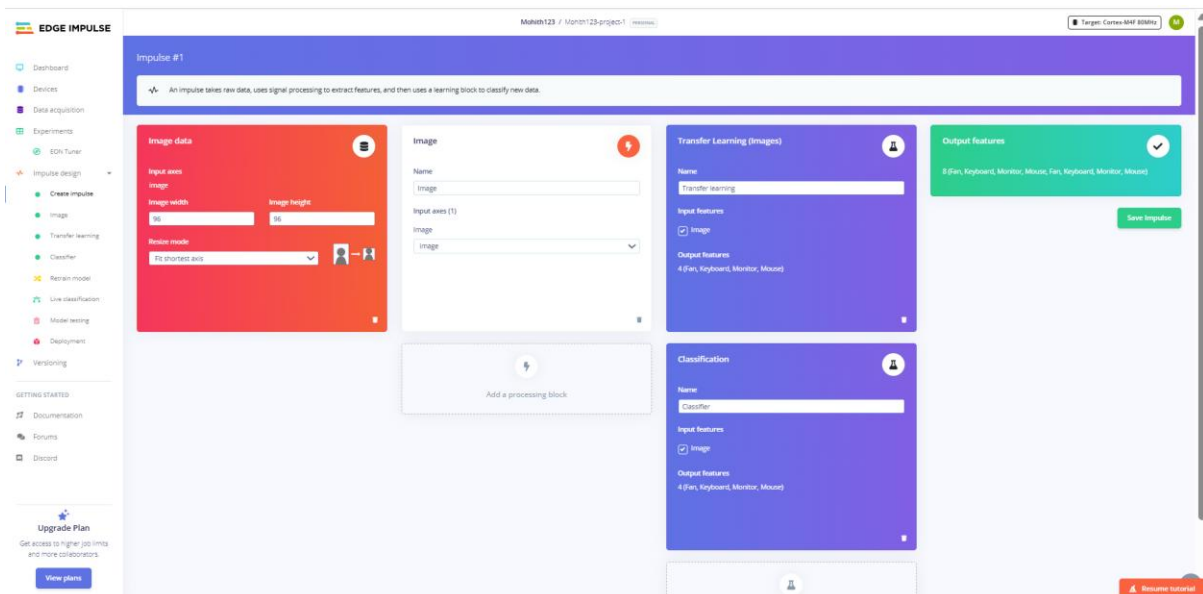 EDGE IMPULSE
Mohith123 / Mohith123-project-1 PERSONAL
Target: Cortex-M4F 80MHz
M
Dashboard
Devices
Data acquisition
Experiments
EON Tuner
Impulse design
Create impulse
Image
Transfer learning
Classifier
Retrain model
Live classification
Model testing
Deployment
Versioning
GETTING STARTED
Documentation
Forums
Discord
Upgrade Plan
Get access to higher job limits
and more collaborators.
View plans
Impulse #1
An impulse takes raw data, uses signal processing to extract features, and then uses a learning block to classify new data.
Image data
Input axes
Image
Image width
Image height
96
96
Resize mode
Fit shortest axis
Image
Name
Image
Input axes (1)
Image
Image
Add a processing block
Transfer Learning (Images)
Name
Transfer learning
Input features
Image
Output features
4 (Fan, Keyboard, Monitor, Mouse)
Classification
Name
Classifier
Input features
Image
Output features
4 (Fan, Keyboard, Monitor, Mouse)
Output features
8 (Fan, Keyboard, Monitor, Mouse, Fan, Keyboard, Monitor, Mouse)
Save Impulse
Resume tutorial